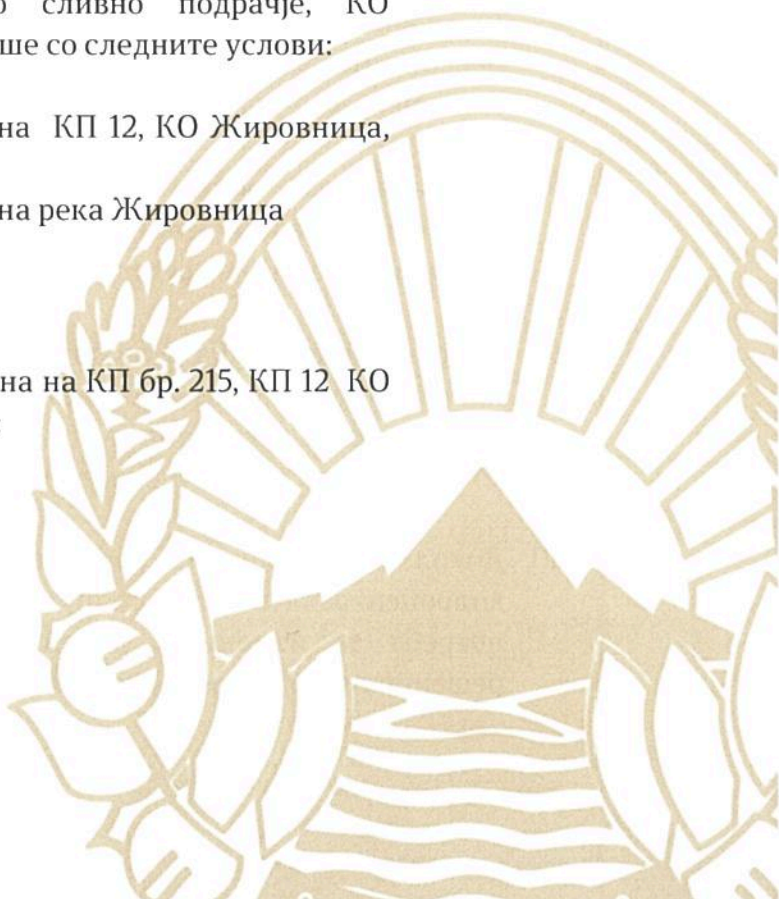 сливно подрачје, КО
ше со следните услови:
на КП 12, КО Жировница,
на река Жировница
на на КП бр. 215, КП 12 КО